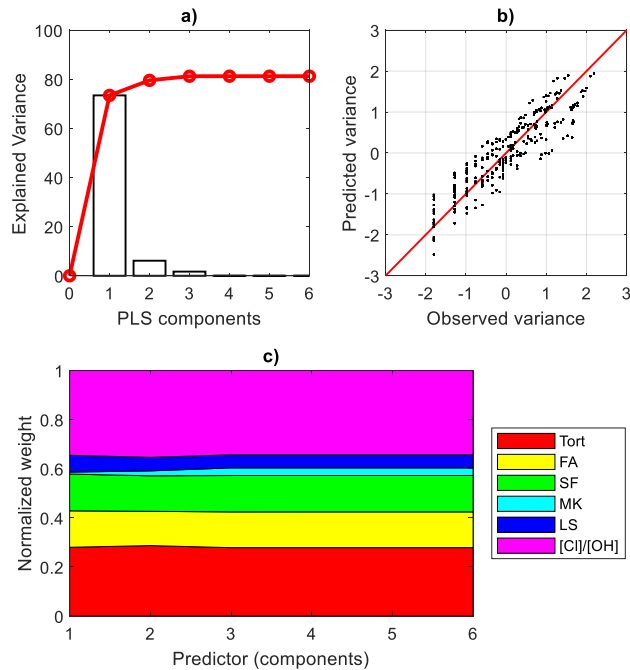 a)
100
80
60
40
20
0
0 1 2 3 4 5 6
Explained Variance
PLS components
b)
3
2
1
0
-1
-2
-3
-3 -2 -1 0 1 2 3
Predicted variance
Observed variance
c)
1
0.8
0.6
0.4
0.2
0
1 2 3 4 5 6
Normalized weight
Predictor (components)
Tort
FA
SF
MK
LS
[Cl]/[OH]